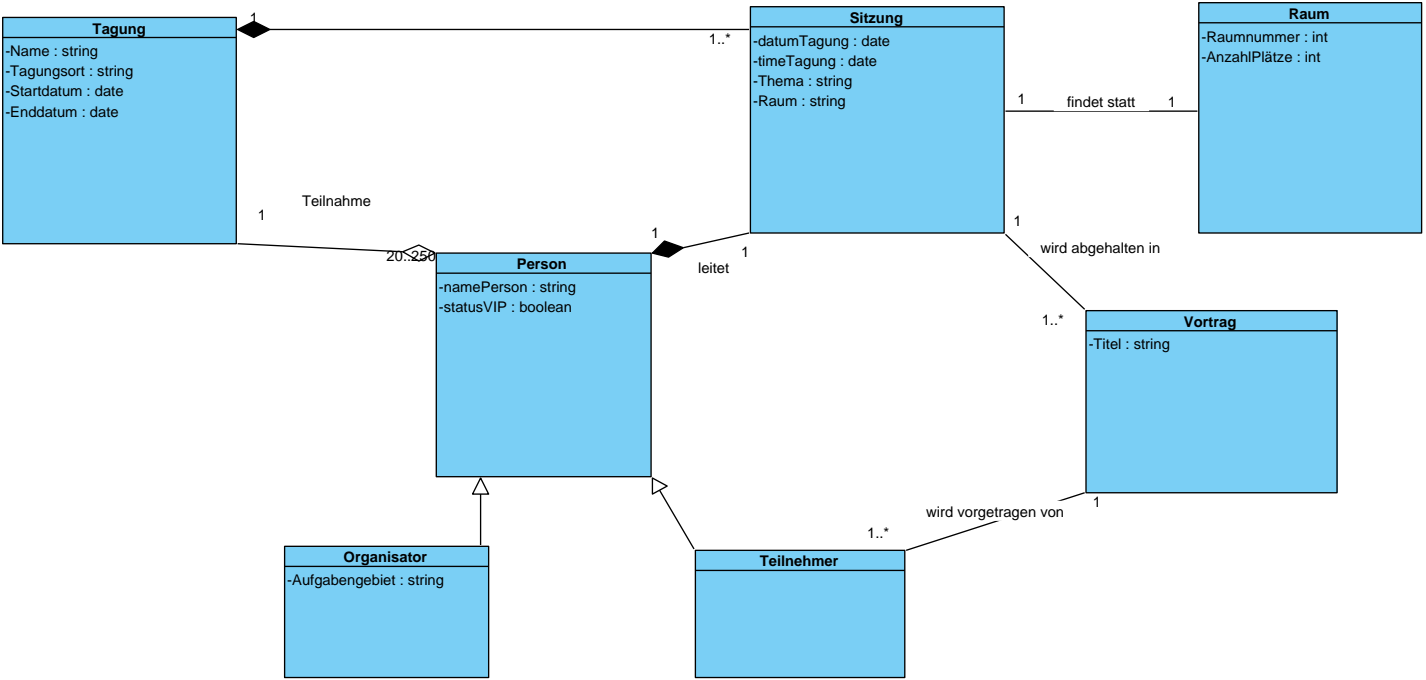 Tagung
-Name : string
-Tagungsort : string
-Startdatum : date
-Enddatum : date
1
1..*
Sitzung
-datumTagung : date
-timeTagung : date
-Thema : string
-Raum : string
Raum
-Raumnummer : int
-AnzahlPlätze : int
1
findet statt
1
Teilnahme
1
20..250
1
leitet
1
1
wird abgehalten in
1..*
Person
-namePerson : string
-statusVIP : boolean
Vortrag
-Titel : string
1
wird vorgetragen von
1..*
Organisator
-Aufgabengebiet : string
Teilnehmer